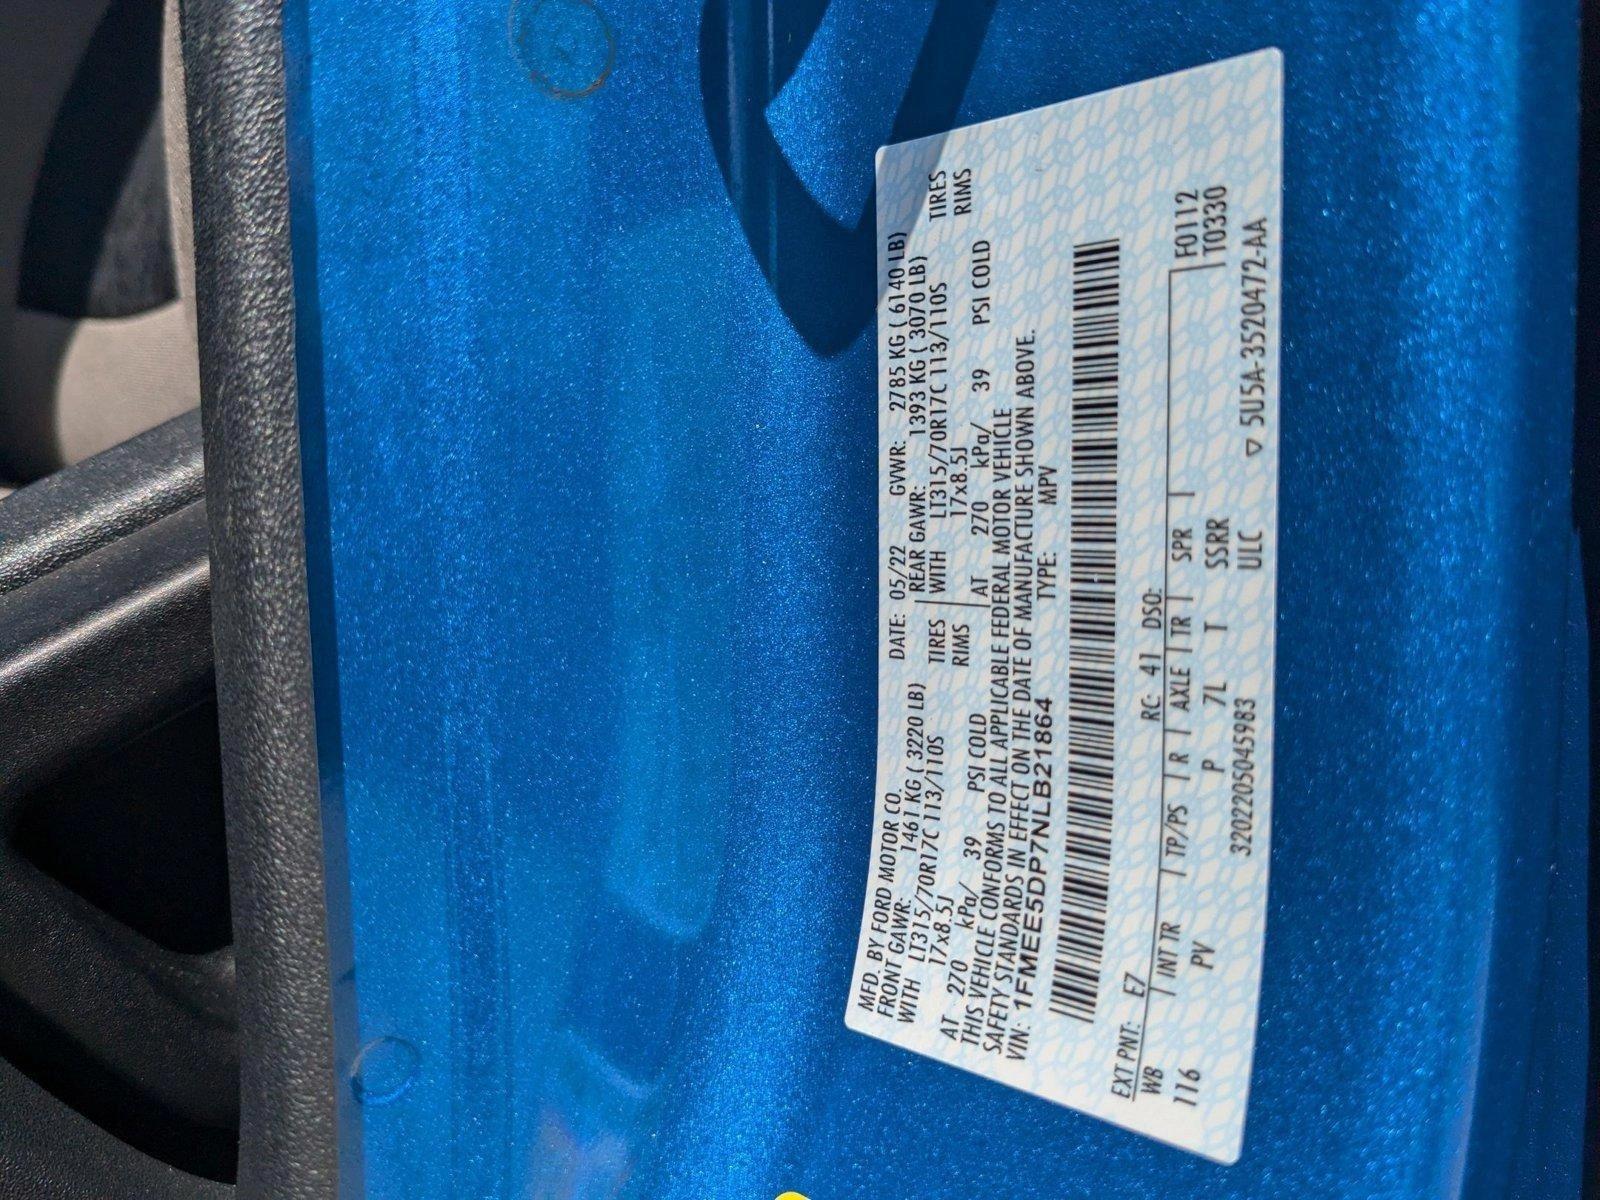 MFD. BY FORD MOTOR CO. DATE: 05/22 GVWR: 2785 KG ( 6140 LB)
FRONT GAWR: 1461 KG ( 3220 LB) REAR GAWR: 1393 KG ( 3070 LB)
WITH LT315/70R17C 113/110S TIRES WITH LT315/70R17C 113/110S TIRES
17x8.5J RIMS 17x8.5J RIMS
AT 270 kPa/ 39 PSI COLD AT 270 kPa/ 39 PSI COLD
THIS VEHICLE CONFORMS TO ALL APPLICABLE FEDERAL MOTOR VEHICLE
SAFETY STANDARDS IN EFFECT ON THE DATE OF MANUFACTURE SHOWN ABOVE.
VIN: 1FMEE5DP7NLB21864 TYPE: MPV
EXT PNT: E7 RC: 41 DSO:
WB INT TR TP/PS R AXLE TR SPR F0112
116 PV P 7L T SSRR T0330
3202205045983 ULC ▽ 5U5A-3520472-AA